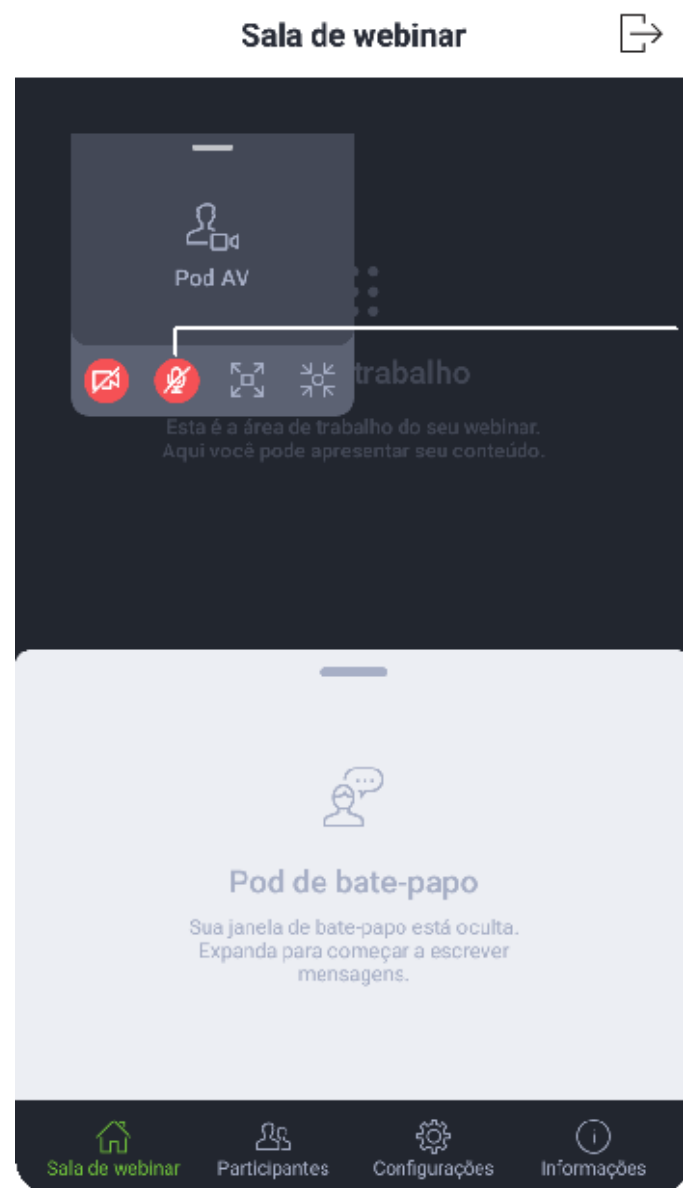 Sala de webinar
Pod AV
trabalho
Esta é a área de trabalho do seu webinar.
Aqui você pode apresentar seu conteúdo.
Pod de bate-papo
Sua janela de bate-papo está oculta.
Expanda para começar a escrever
mensagens.
Sala de webinar
Participantes
Configurações
Informações